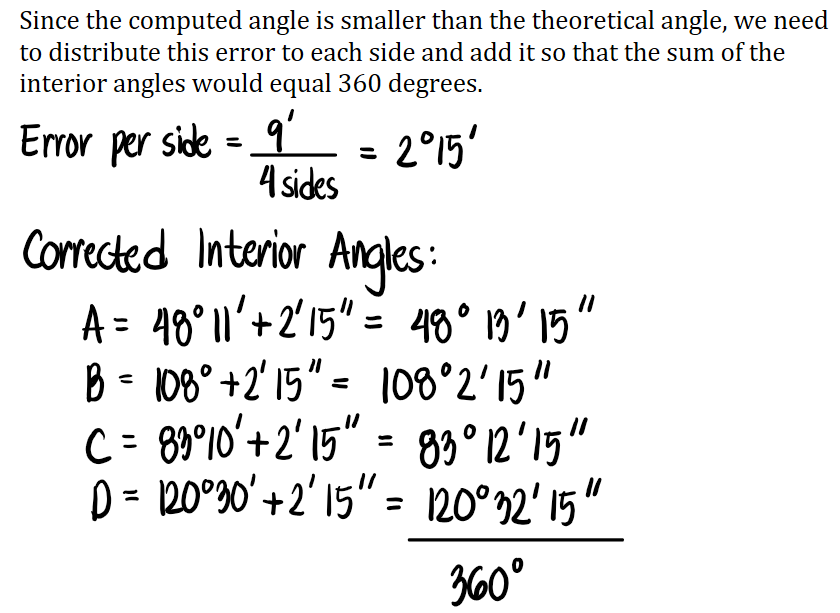 Since the computed angle is smaller than the theoretical angle, we need
to distribute this error to each side and add it so that the sum of the
interior angles would equal 360 degrees.
Error per side = 9' / 4 sides = 2°15'
Corrected Interior Angles:
A = 48°11' + 2'15" = 48° 13' 15"
B = 108° + 2'15" = 108°2'15"
C = 83°10' + 2'15" = 83°12'15"
D = 120°30' + 2'15" = 120°32'15"
360°